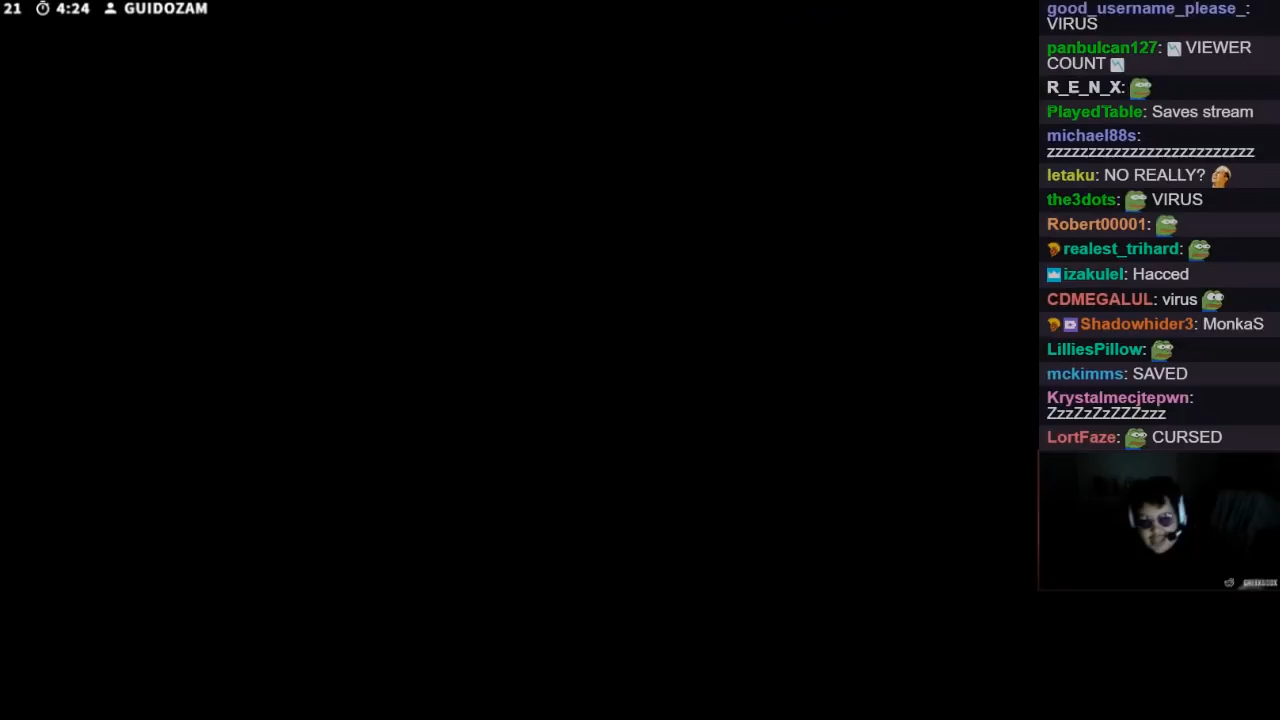 21 4:24 GUIDOZAM
good_username_please_:
VIRUS
panbulcan127: VIEWER
COUNT
R_E_N_X:
PlayedTable: Saves stream
michael88s:
zzzzzzzzzzzzzzzzzzzzzzzzz
letaku: NO REALLY?
the3dots: VIRUS
Robert00001:
realest_trihard:
izakulel: Hacced
CDMEGALUL: virus
Shadowhider3: MonkaS
LilliesPillow:
mckimms: SAVED
Krystalmecjtepwn:
ZzzZzZzZZZzzz
LortFaze: CURSED